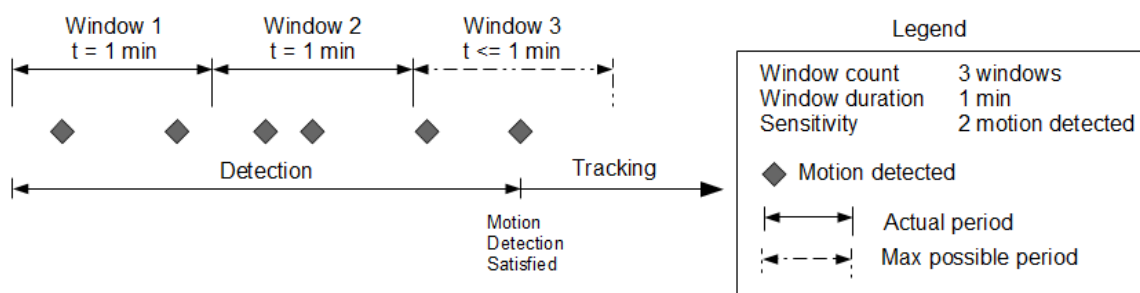 Window 1
t = 1 min
Window 2
t = 1 min
Window 3
t <= 1 min
Detection
Tracking
Motion
Detection
Satisfied
Legend
Window count 3 windows
Window duration 1 min
Sensitivity 2 motion detected
Motion detected
Actual period
Max possible period